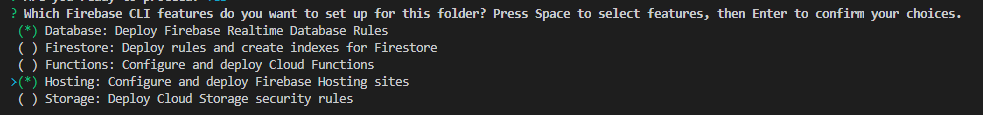 ? Which Firebase CLI features do you want to set up for this folder? Press Space to select features, then Enter to confirm your choices.
(*) Database: Deploy Firebase Realtime Database Rules
( ) Firestore: Deploy rules and create indexes for Firestore
( ) Functions: Configure and deploy Cloud Functions
>(*) Hosting: Configure and deploy Firebase Hosting sites
( ) Storage: Deploy Cloud Storage security rules